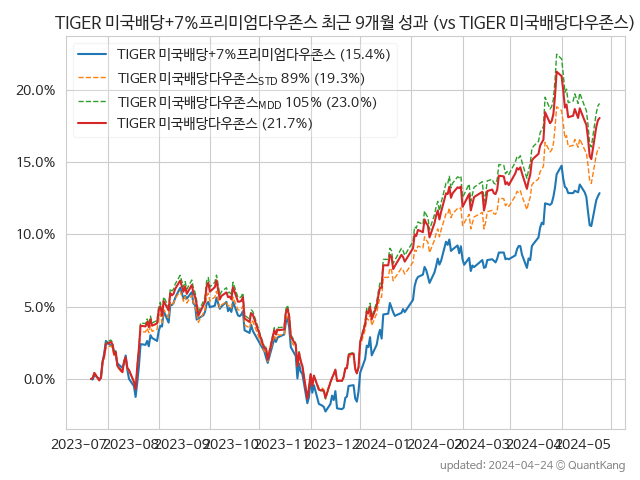 TIGER 미국배당+7%프리미엄다우존스 최근 9개월 성과 (vs TIGER 미국배당다우존스)
TIGER 미국배당+7%프리미엄다우존스 (15.4%)
TIGER 미국배당다우존스STD 89% (19.3%)
TIGER 미국배당다우존스MDD 105% (23.0%)
TIGER 미국배당다우존스 (21.7%)
20.0%
15.0%
10.0%
5.0%
0.0%
2023-07 2023-08 2023-09 2023-10 2023-11 2023-12 2024-01 2024-02 2024-03 2024-04 2024-05
updated: 2024-04-24 © QuantKang